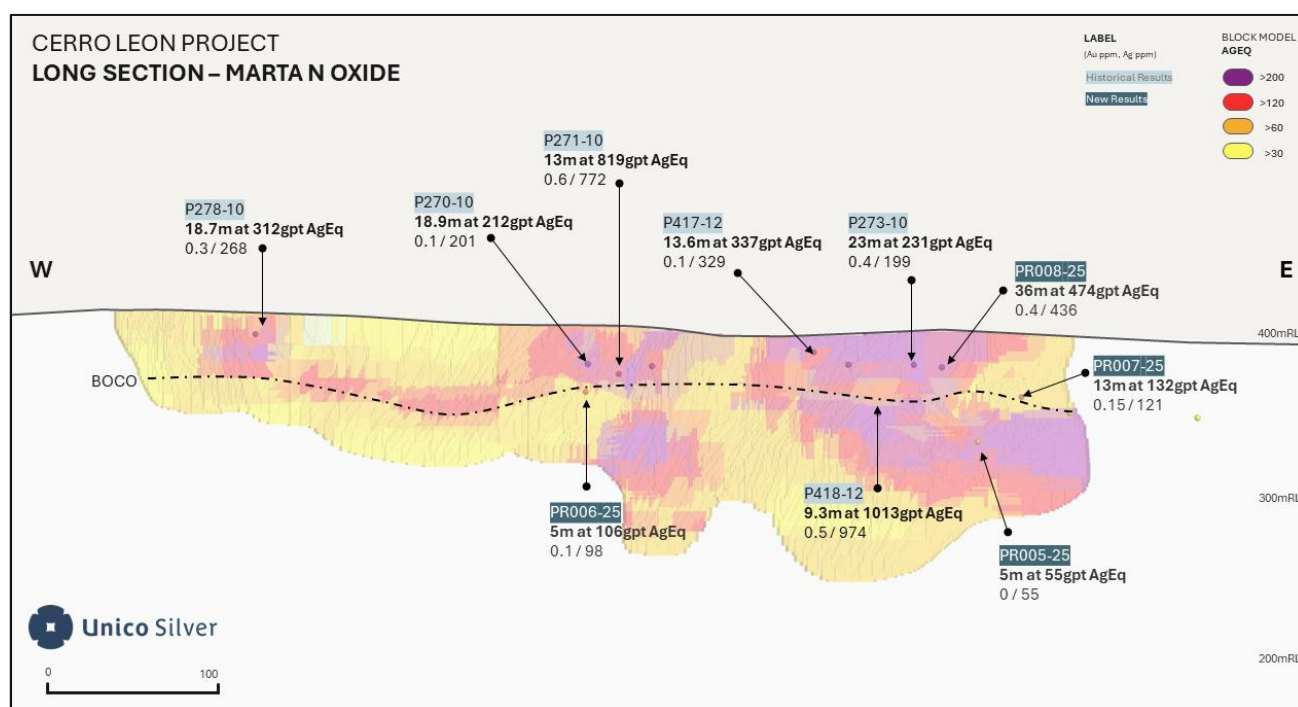 CERRO LEON PROJECT
LONG SECTION – MARTA N OXIDE
LABEL
(Au ppm, Ag ppm)
Historical Results
New Results
BLOCK MODEL
AGEQ
>200
>120
>60
>30
P271-10
13m at 819gpt AgEq
0.6 / 772
P278-10
18.7m at 312gpt AgEq
0.3 / 268
P270-10
18.9m at 212gpt AgEq
0.1 / 201
P417-12
13.6m at 337gpt AgEq
0.1 / 329
P273-10
23m at 231gpt AgEq
0.4 / 199
PR008-25
36m at 474gpt AgEq
0.4 / 436
W
E
400mRL
BOCO
PR007-25
13m at 132gpt AgEq
0.15 / 121
P418-12
9.3m at 1013gpt AgEq
0.5 / 974
300mRL
PR006-25
5m at 106gpt AgEq
0.1 / 98
PR005-25
5m at 55gpt AgEq
0 / 55
Unico Silver
0 100
200mRL